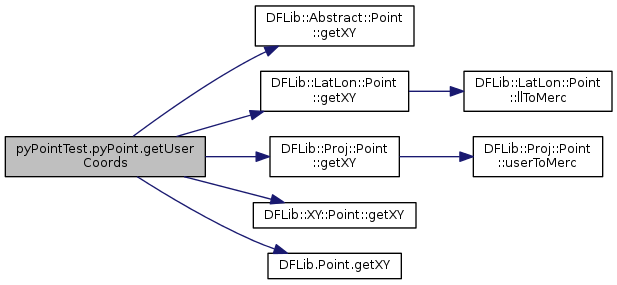 DFLib::Abstract::Point
::getXY
DFLib::LatLon::Point
::getXY
DFLib::LatLon::Point
::llToMerc
pyPointTest.pyPoint.getUser
Coords
DFLib::Proj::Point
::getXY
DFLib::Proj::Point
::userToMerc
DFLib::XY::Point::getXY
DFLib.Point.getXY